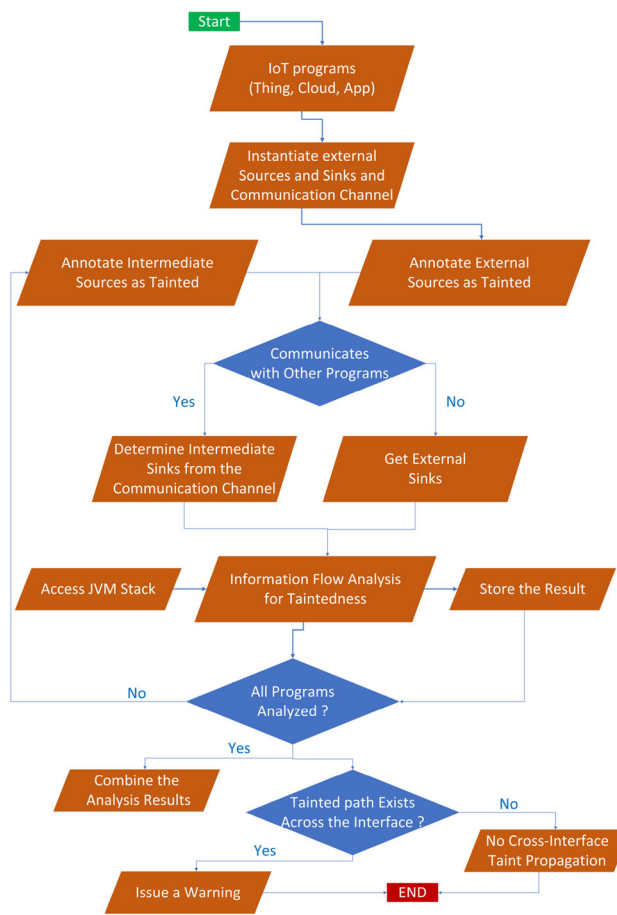 Start
IoT programs
(Thing, Cloud, App)
Instantiate external
Sources and Sinks and
Communication Channel
Annotate Intermediate
Sources as Tainted
Annotate External
Sources as Tainted
Communicates
with Other Programs
Yes
No
Determine Intermediate
Sinks from the
Communication Channel
Get External
Sinks
Access JVM Stack
Information Flow Analysis
for Taintedness
Store the Result
No
All Programs
Analyzed ?
Yes
Combine the
Analysis Results
Tainted path Exists
Across the Interface ?
No
Yes
No Cross-Interface
Taint Propagation
Issue a Warning
END